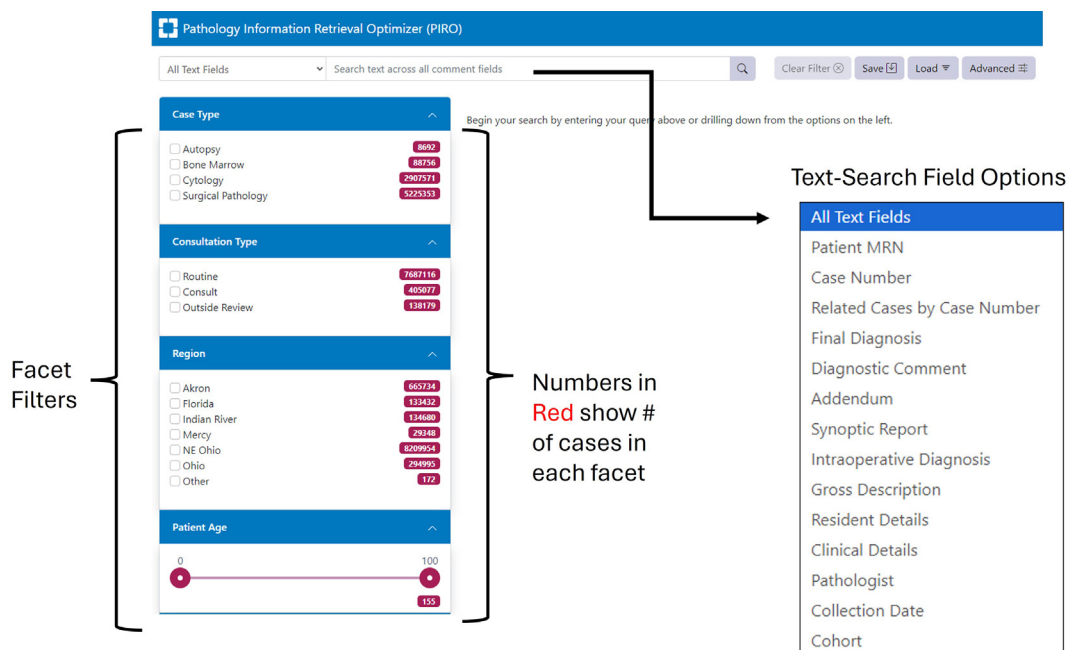 Pathology Information Retrieval Optimizer (PIRO)
All Text Fields
Search text across all comment fields
Clear Filter
Save
Load
Advanced
Begin your search by entering your query above or drilling down from the options on the left.
Case Type
Autopsy 8692
Bone Marrow 88756
Cytology 2907571
Surgical Pathology 5225353
Consultation Type
Routine 7687116
Consult 405077
Outside Review 138179
Region
Akron 665734
Florida 133432
Indian River 134680
Mercy 29348
NE Ohio 8209954
Ohio 294995
Other 172
Patient Age
0 100
155
Facet
Filters
Numbers in
Red show #
of cases in
each facet
Text-Search Field Options
All Text Fields
Patient MRN
Case Number
Related Cases by Case Number
Final Diagnosis
Diagnostic Comment
Addendum
Synoptic Report
Intraoperative Diagnosis
Gross Description
Resident Details
Clinical Details
Pathologist
Collection Date
Cohort